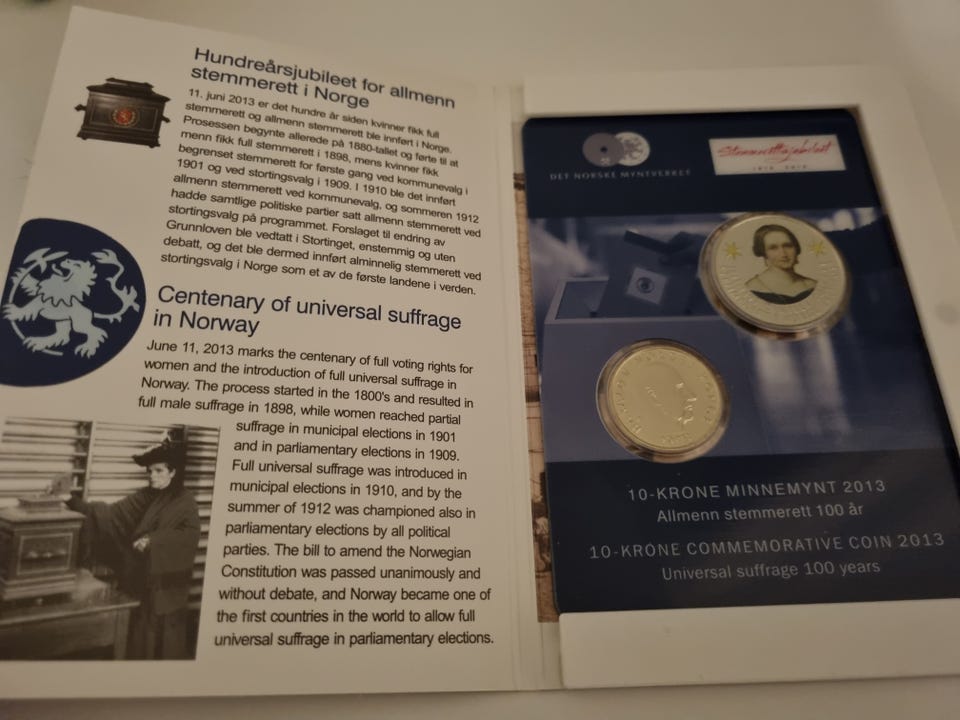 Hundreårsjubileet for allmenn
stemmerett i Norge
11. juni 2013 er det hundre år siden kvinner fikk full
stemmerett og allmenn stemmerett ble innført i Norge.
Prosessen begynte allerede på 1880-tallet og førte til at
menn fikk full stemmerett i 1898, mens kvinner fikk
begrenset stemmerett for første gang ved kommunevalg i
1901 og ved stortingsvalg i 1909. I 1910 ble det innført
allmenn stemmerett ved kommunevalg, og sommeren 1912
hadde samtlige politiske partier satt allmenn stemmerett ved
stortingsvalg på programmet. Forslaget til endring av
Grunnloven ble vedtatt i Stortinget, enstemmig og uten
debatt, og det ble dermed innført alminnelig stemmerett ved
stortingsvalg i Norge som et av de første landene i verden.
Centenary of universal suffrage
in Norway
June 11, 2013 marks the centenary of full voting rights for
women and the introduction of full universal suffrage in
Norway. The process started in the 1800's and resulted in
full male suffrage in 1898, while women reached partial
suffrage in municipal elections in 1901
and in parliamentary elections in 1909.
Full universal suffrage was introduced in
municipal elections in 1910, and by the
summer of 1912 was championed also in
parliamentary elections by all political
parties. The bill to amend the Norwegian
Constitution was passed unanimously and
without debate, and Norway became one of
the first countries in the world to allow full
universal suffrage in parliamentary elections.
DET NORSKE MYNTVERKET
Stemmerettsjubileet
1913 2013
10-KRONE MINNEMYNT 2013
Allmenn stemmerett 100 år
10-KRONE COMMEMORATIVE COIN 2013
Universal suffrage 100 years